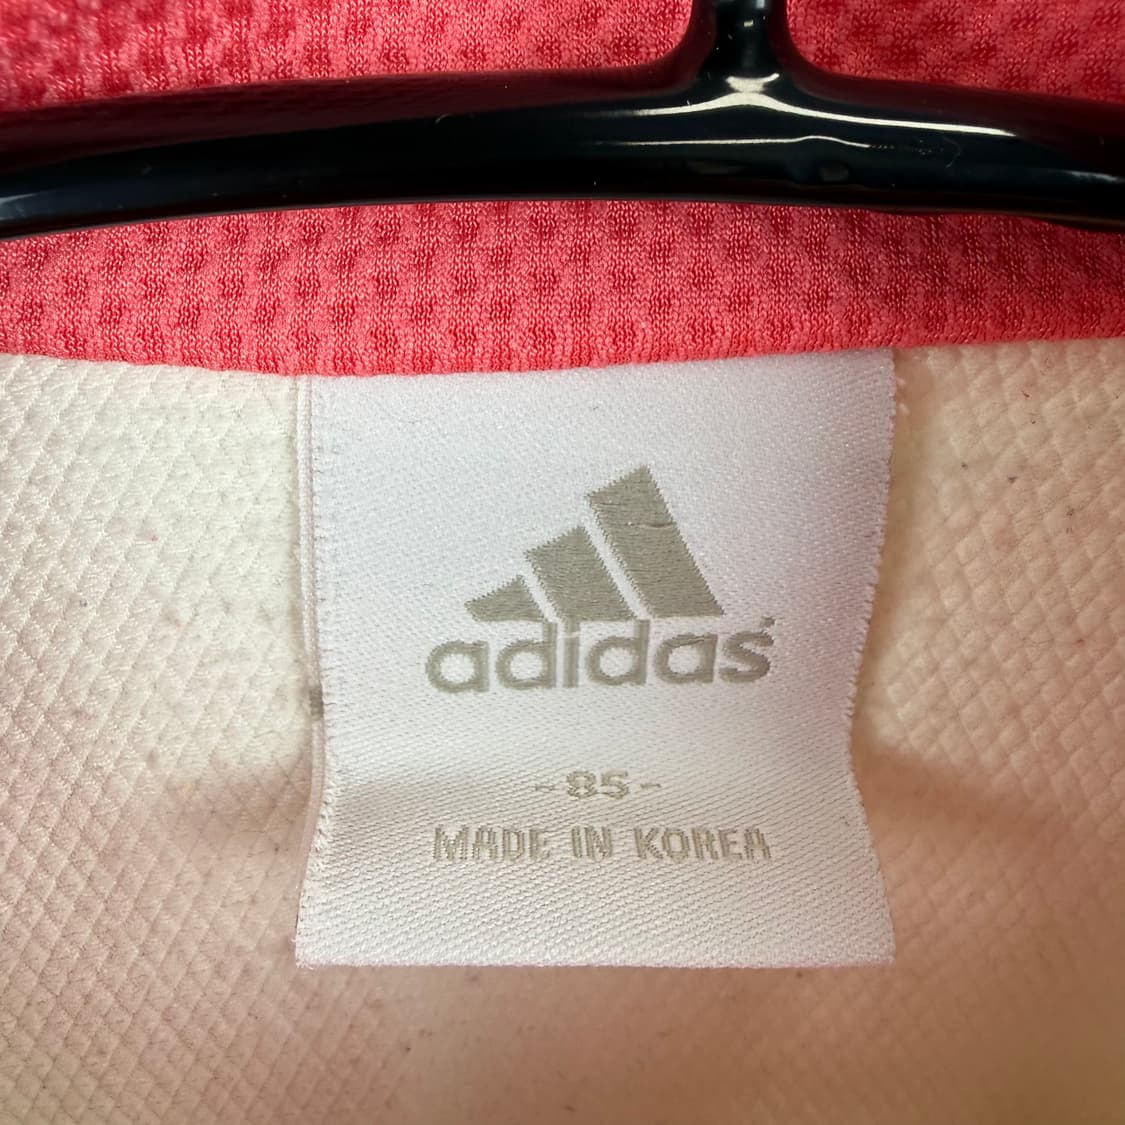 adidas
-85-
MADE IN KOREA